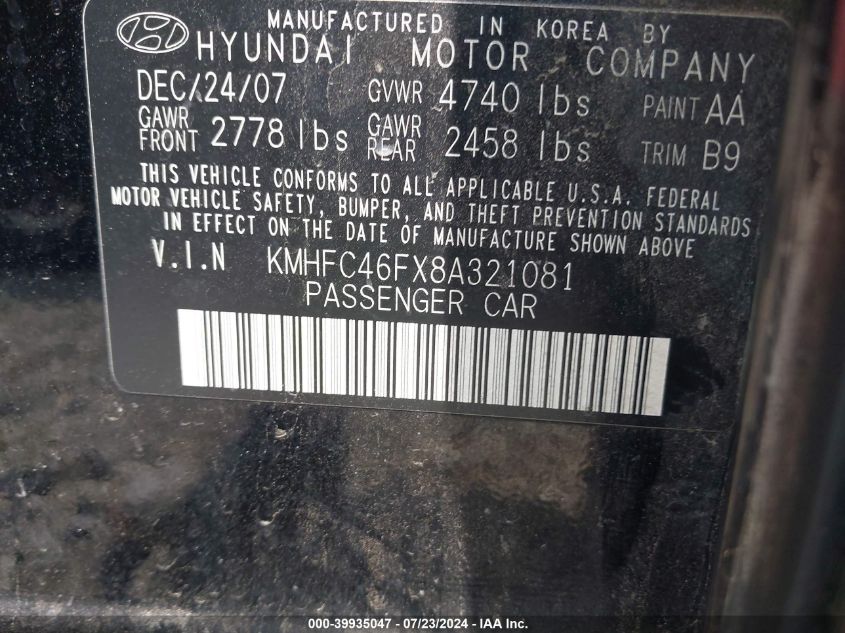 MANUFACTURED IN KOREA BY
HYUNDAI MOTOR COMPANY
DEC/24/07 GVWR 4740 lbs PAINT AA
GAWR FRONT 2778 lbs GAWR REAR 2458 lbs TRIM B9
THIS VEHICLE CONFORMS TO ALL APPLICABLE U.S.A. FEDERAL
MOTOR VEHICLE SAFETY, BUMPER, AND THEFT PREVENTION STANDARDS
IN EFFECT ON THE DATE OF MANUFACTURE SHOWN ABOVE
V.I.N KMHFC46FX8A321081
PASSENGER CAR
000-39935047 - 07/23/2024 - IAA Inc.